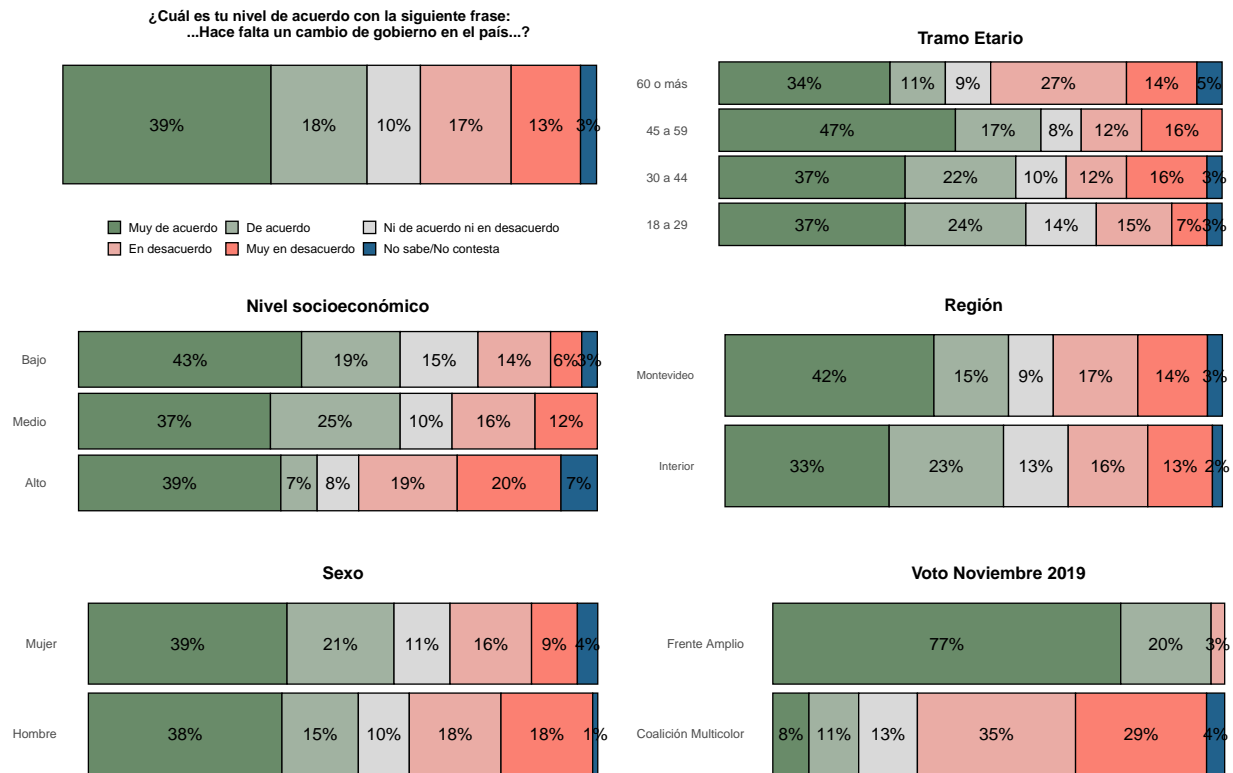 ¿Cuál es tu nivel de acuerdo con la siguiente frase:
...Hace falta un cambio de gobierno en el país...?
39% 18% 10% 17% 13% 3%
Muy de acuerdo De acuerdo Ni de acuerdo ni en desacuerdo
En desacuerdo Muy en desacuerdo No sabe/No contesta
Tramo Etario
60 o más 34% 11% 9% 27% 14% 5%
45 a 59 47% 17% 8% 12% 16%
30 a 44 37% 22% 10% 12% 16% 3%
18 a 29 37% 24% 14% 15% 7% 3%
Nivel socioeconómico
Bajo 43% 19% 15% 14% 6% 3%
Medio 37% 25% 10% 16% 12%
Alto 39% 7% 8% 19% 20% 7%
Región
Montevideo 42% 15% 9% 17% 14% 3%
Interior 33% 23% 13% 16% 13% 2%
Sexo
Mujer 39% 21% 11% 16% 9% 4%
Hombre 38% 15% 10% 18% 18% 1%
Voto Noviembre 2019
Frente Amplio 77% 20% 3%
Coalición Multicolor 8% 11% 13% 35% 29% 4%